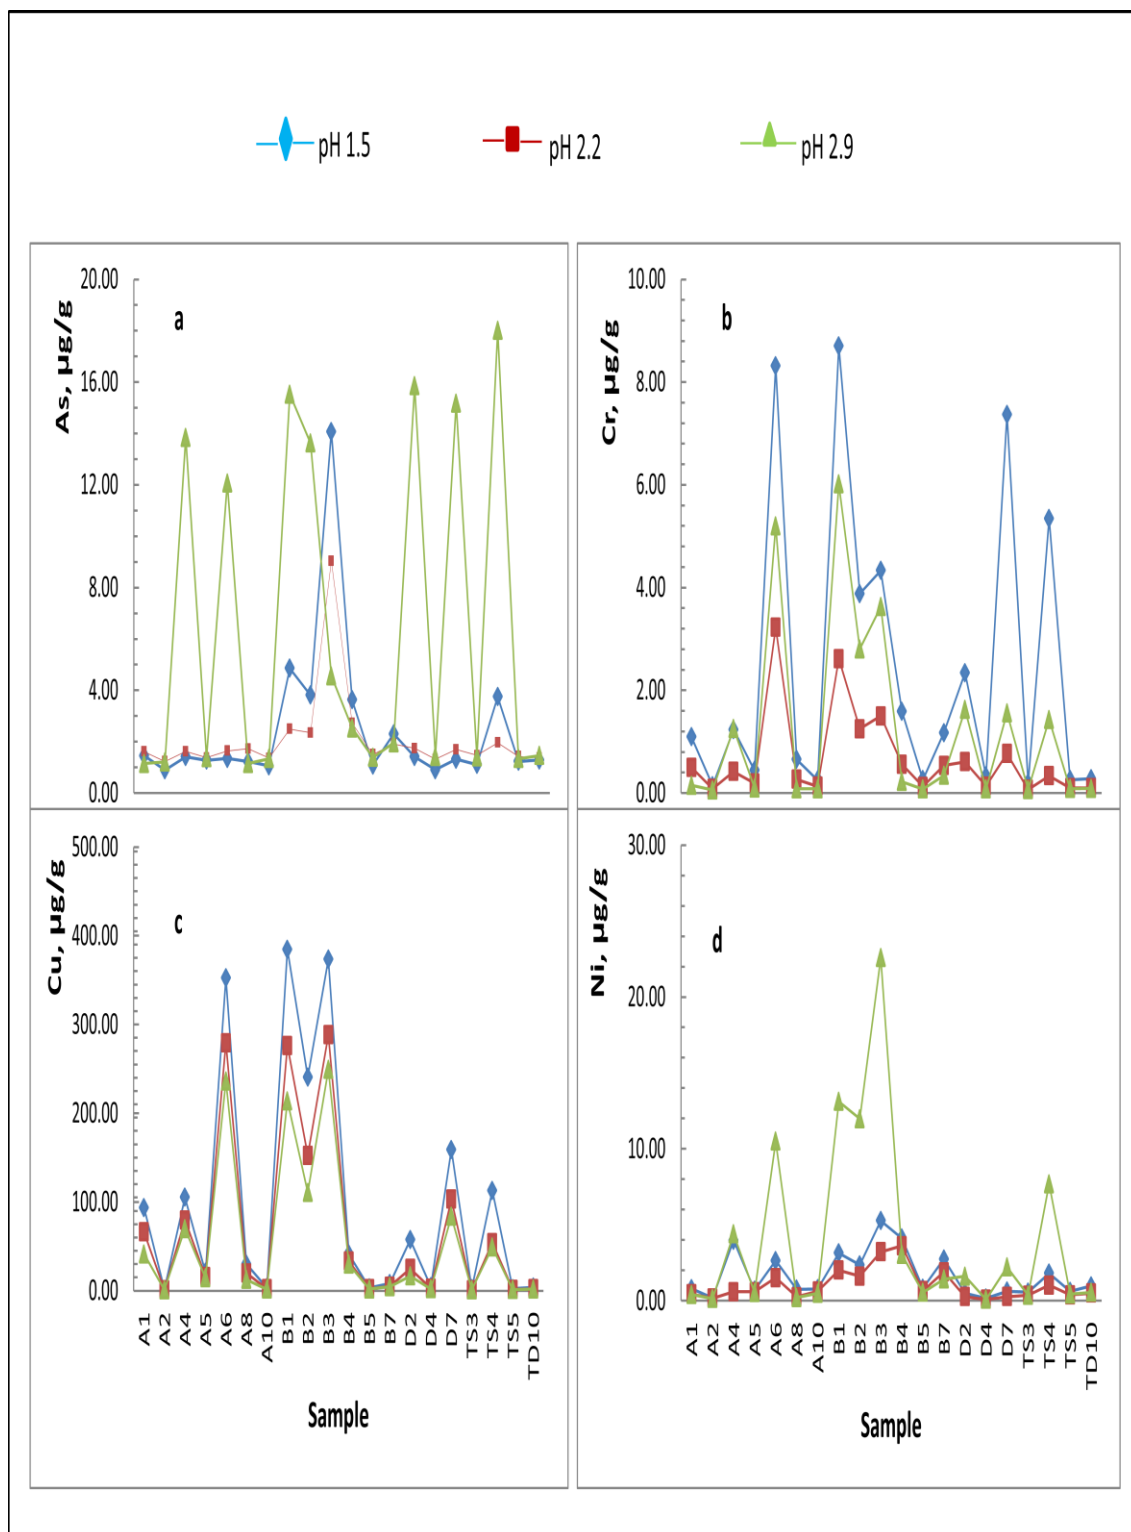 pH 1.5 pH 2.2 pH 2.9
a
As, µg/g
20.00
16.00
12.00
8.00
4.00
0.00
b
Cr, µg/g
10.00
8.00
6.00
4.00
2.00
0.00
c
Cu, µg/g
500.00
400.00
300.00
200.00
100.00
0.00
A1 A2 A4 A5 A6 A8 A10 B1 B2 B3 B4 B5 B7 D2 D4 D7 TS3 TS4 TS5 TD10
Sample
d
Ni, µg/g
30.00
20.00
10.00
0.00
A1 A2 A4 A5 A6 A8 A10 B1 B2 B3 B4 B5 B7 D2 D4 D7 TS3 TS4 TS5 TD10
Sample